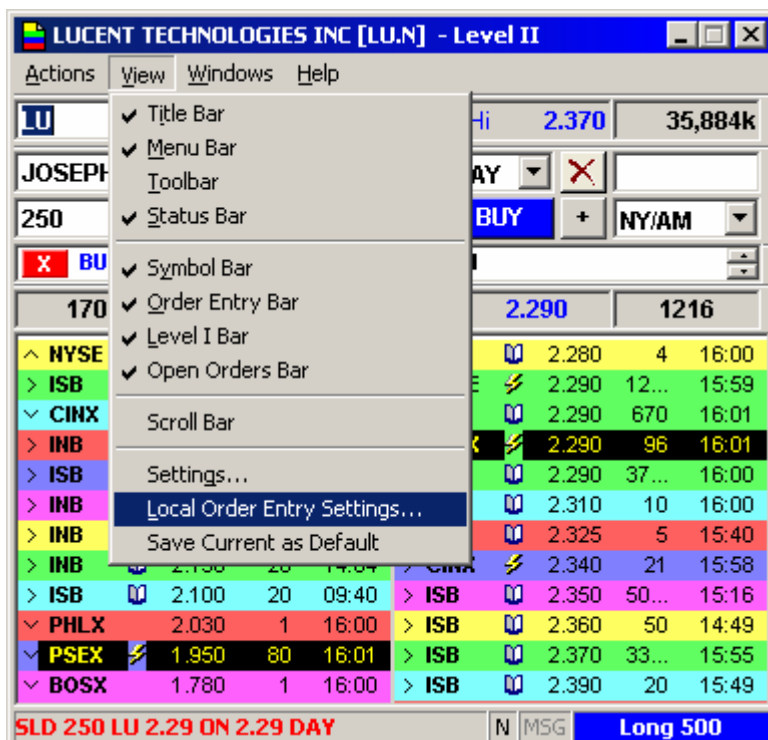 LUCENT TECHNOLOGIES INC [LU.N] - Level II
Actions View Windows Help
LU Title Bar Hi 2.370 35,884k
Menu Bar
JOSEPH Toolbar AY
250 Status Bar BUY + NY/AM
X BU Symbol Bar
170 Order Entry Bar 2.290 1216
Level I Bar
NYSE 2.280 4 16:00
ISB Open Orders Bar 2.290 12... 15:59
CINX Scroll Bar 2.290 670 16:01
INB 2.290 96 16:01
ISB Settings... 2.290 37... 16:00
INB Local Order Entry Settings... 2.310 10 16:00
INB Save Current as Default 2.325 5 15:40
INB CINX 2.340 21 15:58
ISB 2.100 20 09:40 ISB 2.350 50... 15:16
PHLX 2.030 1 16:00 ISB 2.360 50 14:49
PSEX 1.950 80 16:01 ISB 2.370 33... 15:55
BOSX 1.780 1 16:00 ISB 2.390 20 15:49
SLD 250 LU 2.29 ON 2.29 DAY N MSG Long 500